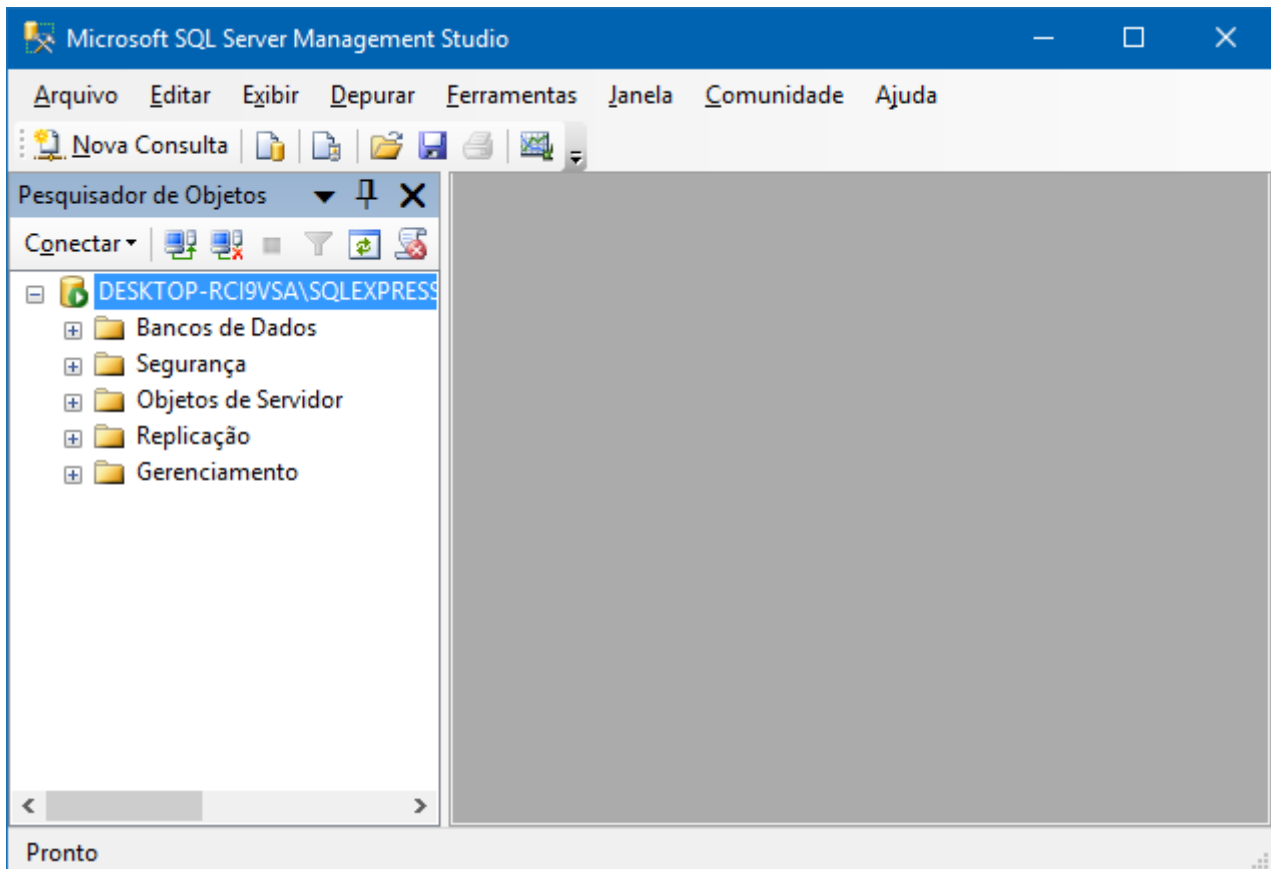 Microsoft SQL Server Management Studio
Arquivo Editar Exibir Depurar Ferramentas Janela Comunidade Ajuda
Nova Consulta
Pesquisador de Objetos
Conectar
DESKTOP-RCI9VSA\SQLEXPRESS
Bancos de Dados
Segurança
Objetos de Servidor
Replicação
Gerenciamento
Pronto